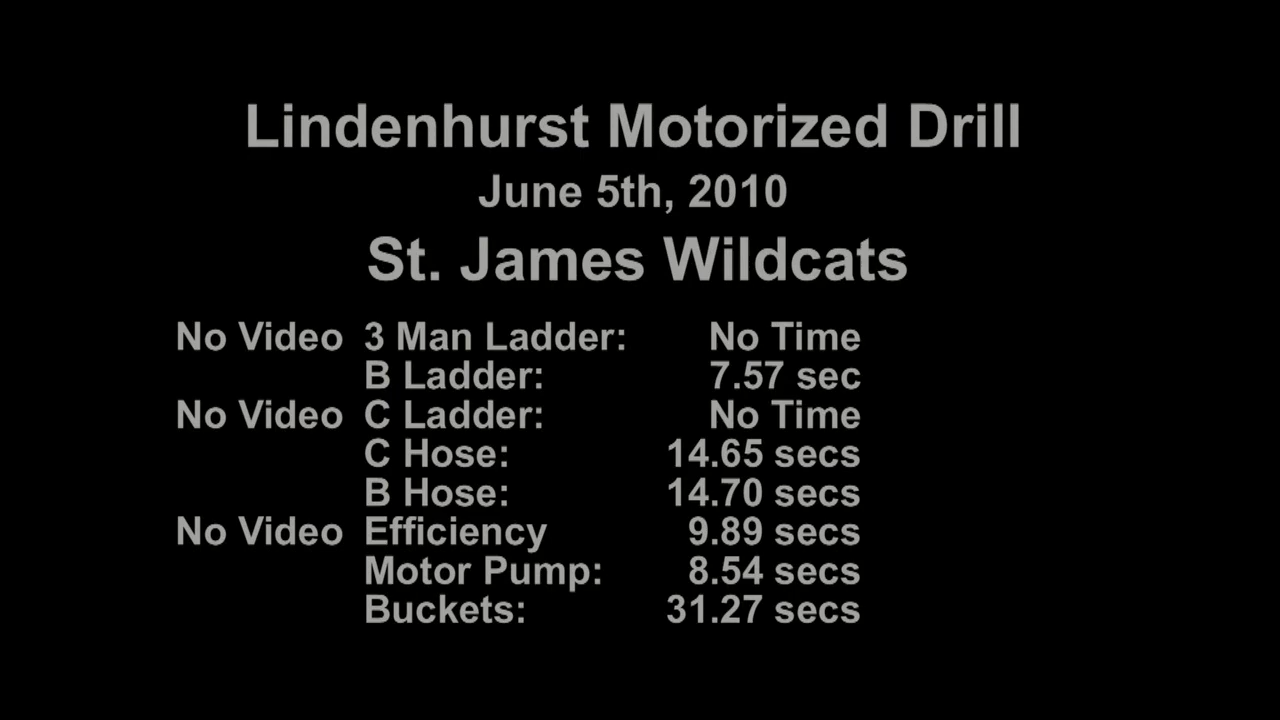 Lindenhurst Motorized Drill
June 5th, 2010
St. James Wildcats
No Video 3 Man Ladder: No Time
B Ladder: 7.57 sec
No Video C Ladder: No Time
C Hose: 14.65 secs
B Hose: 14.70 secs
No Video Efficiency 9.89 secs
Motor Pump: 8.54 secs
Buckets: 31.27 secs